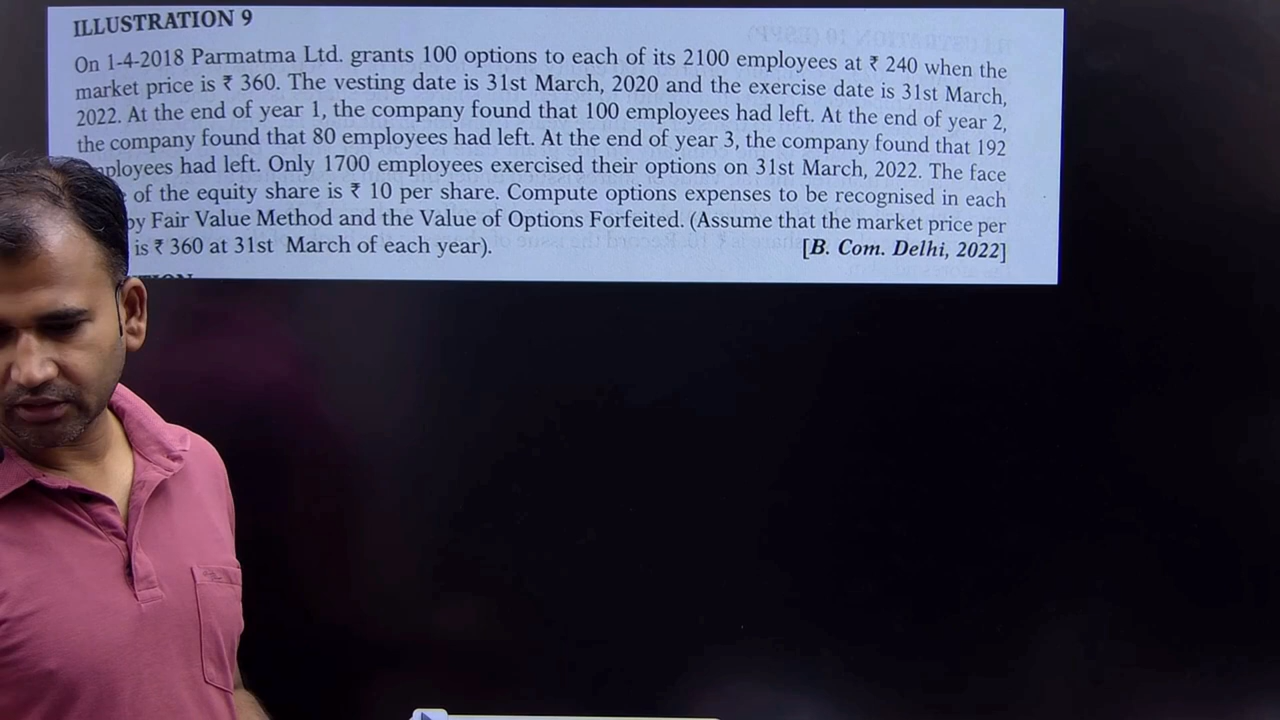 ILLUSTRATION 9
On 1-4-2018 Parmatma Ltd. grants 100 options to each of its 2100 employees at ₹ 240 when the
market price is ₹ 360. The vesting date is 31st March, 2020 and the exercise date is 31st March,
2022. At the end of year 1, the company found that 100 employees had left. At the end of year 2,
the company found that 80 employees had left. At the end of year 3, the company found that 192
ployees had left. Only 1700 employees exercised their options on 31st March, 2022. The face
of the equity share is ₹ 10 per share. Compute options expenses to be recognised in each
by Fair Value Method and the Value of Options Forfeited. (Assume that the market price per
is ₹ 360 at 31st March of each year). [B. Com. Delhi, 2022]